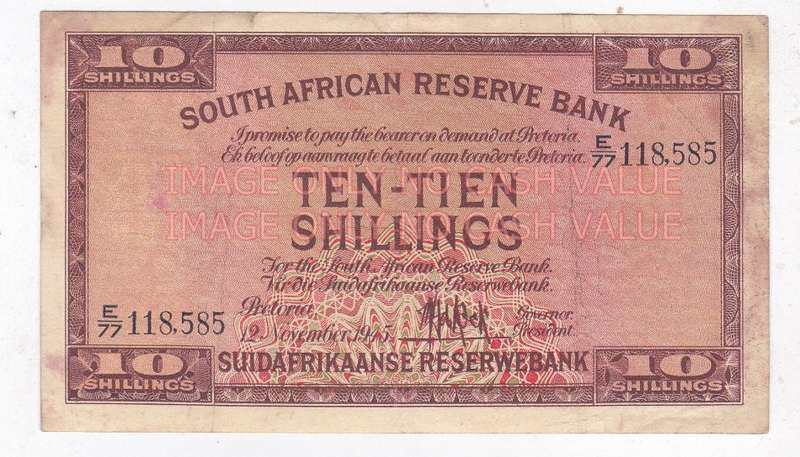 10 10
SHILLINGS SHILLINGS
SOUTH AFRICAN RESERVE BANK
I promise to pay the bearer on demand at Pretoria.
Ek beloof op aanvraag te betaal aan toonder te Pretoria.
E/77 118,585
IMAGE ONLY NO CASH VALUE
TEN-TIEN
IMAGE ONLY NO CASH VALUE
SHILLINGS
For the South African Reserve Bank.
Vir die Suidafrikaanse Reserwebank.
Pretoria
E/77 118,585
2 November, 1945.
Governor.
President.
SUIDAFRIKAANSE RESERWEBANK
10 10
SHILLINGS SHILLINGS